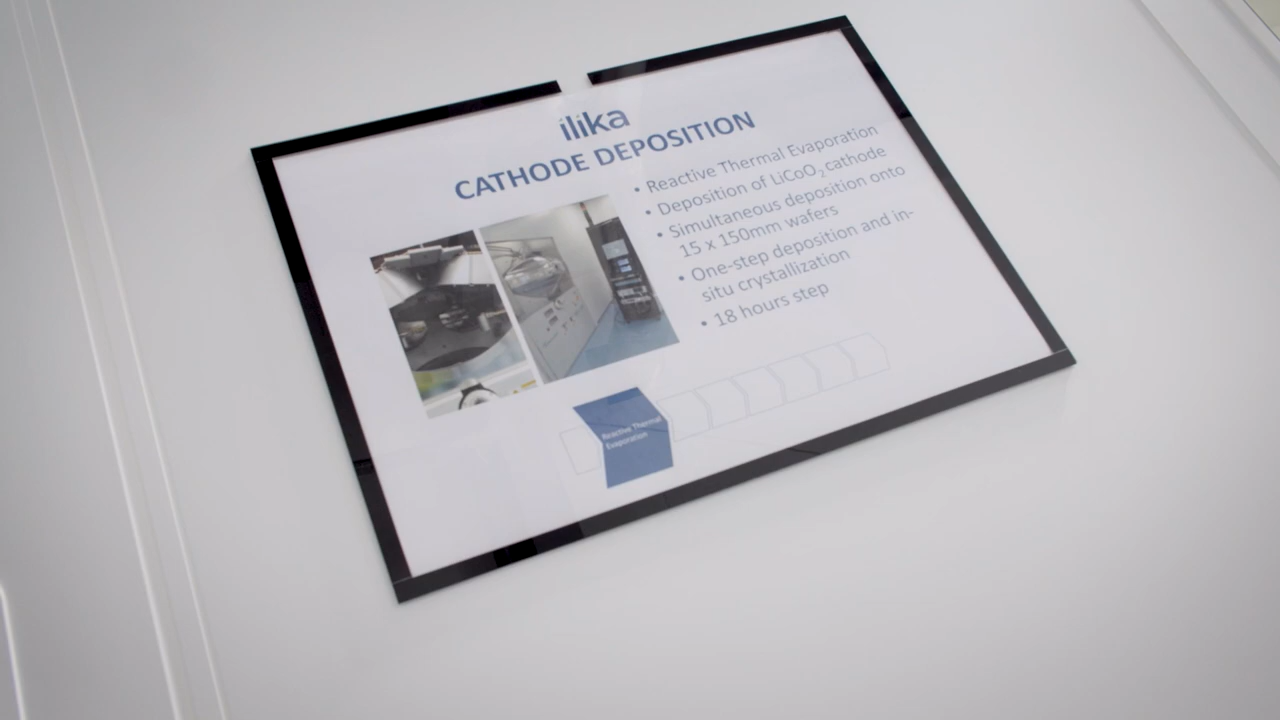 ilika
CATHODE DEPOSITION
• Reactive Thermal Evaporation
• Deposition of LiCoO₂ cathode
• Simultaneous deposition onto
15 x 150mm wafers
• One-step deposition and in-
situ crystallization
• 18 hours step
Reactive Thermal
Evaporation